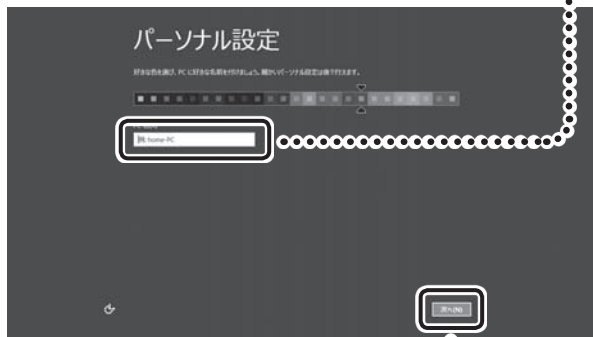 パーソナル設定
好きな色を選び、PC に好きな名前を付けましょう。細かいパーソナル設定は後で行えます。
例: home-PC
次へ(N)